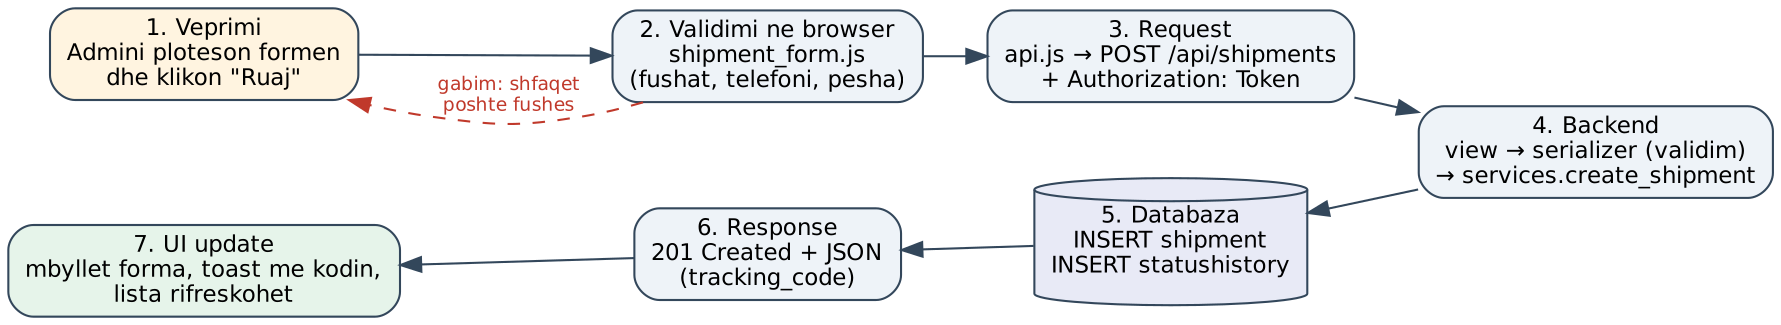 1. Veprimi
Admini ploteson formen
dhe klikon "Ruaj"
gabim: shfaqet
poshte fushes
2. Validimi ne browser
shipment_form.js
(fushat, telefoni, pesha)
3. Request
api.js → POST /api/shipments
+ Authorization: Token
4. Backend
view → serializer (validim)
→ services.create_shipment
5. Databaza
INSERT shipment
INSERT statushistory
6. Response
201 Created + JSON
(tracking_code)
7. UI update
mbyllet forma, toast me kodin,
lista rifreskohet